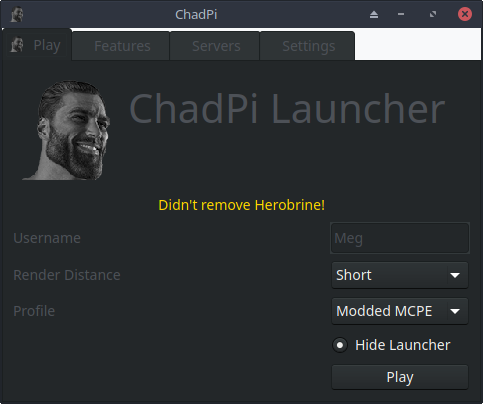 ChadPi
Play Features Servers Settings
ChadPi Launcher
Didn't remove Herobrine!
Username Meg
Render Distance Short
Profile Modded MCPE
Hide Launcher
Play